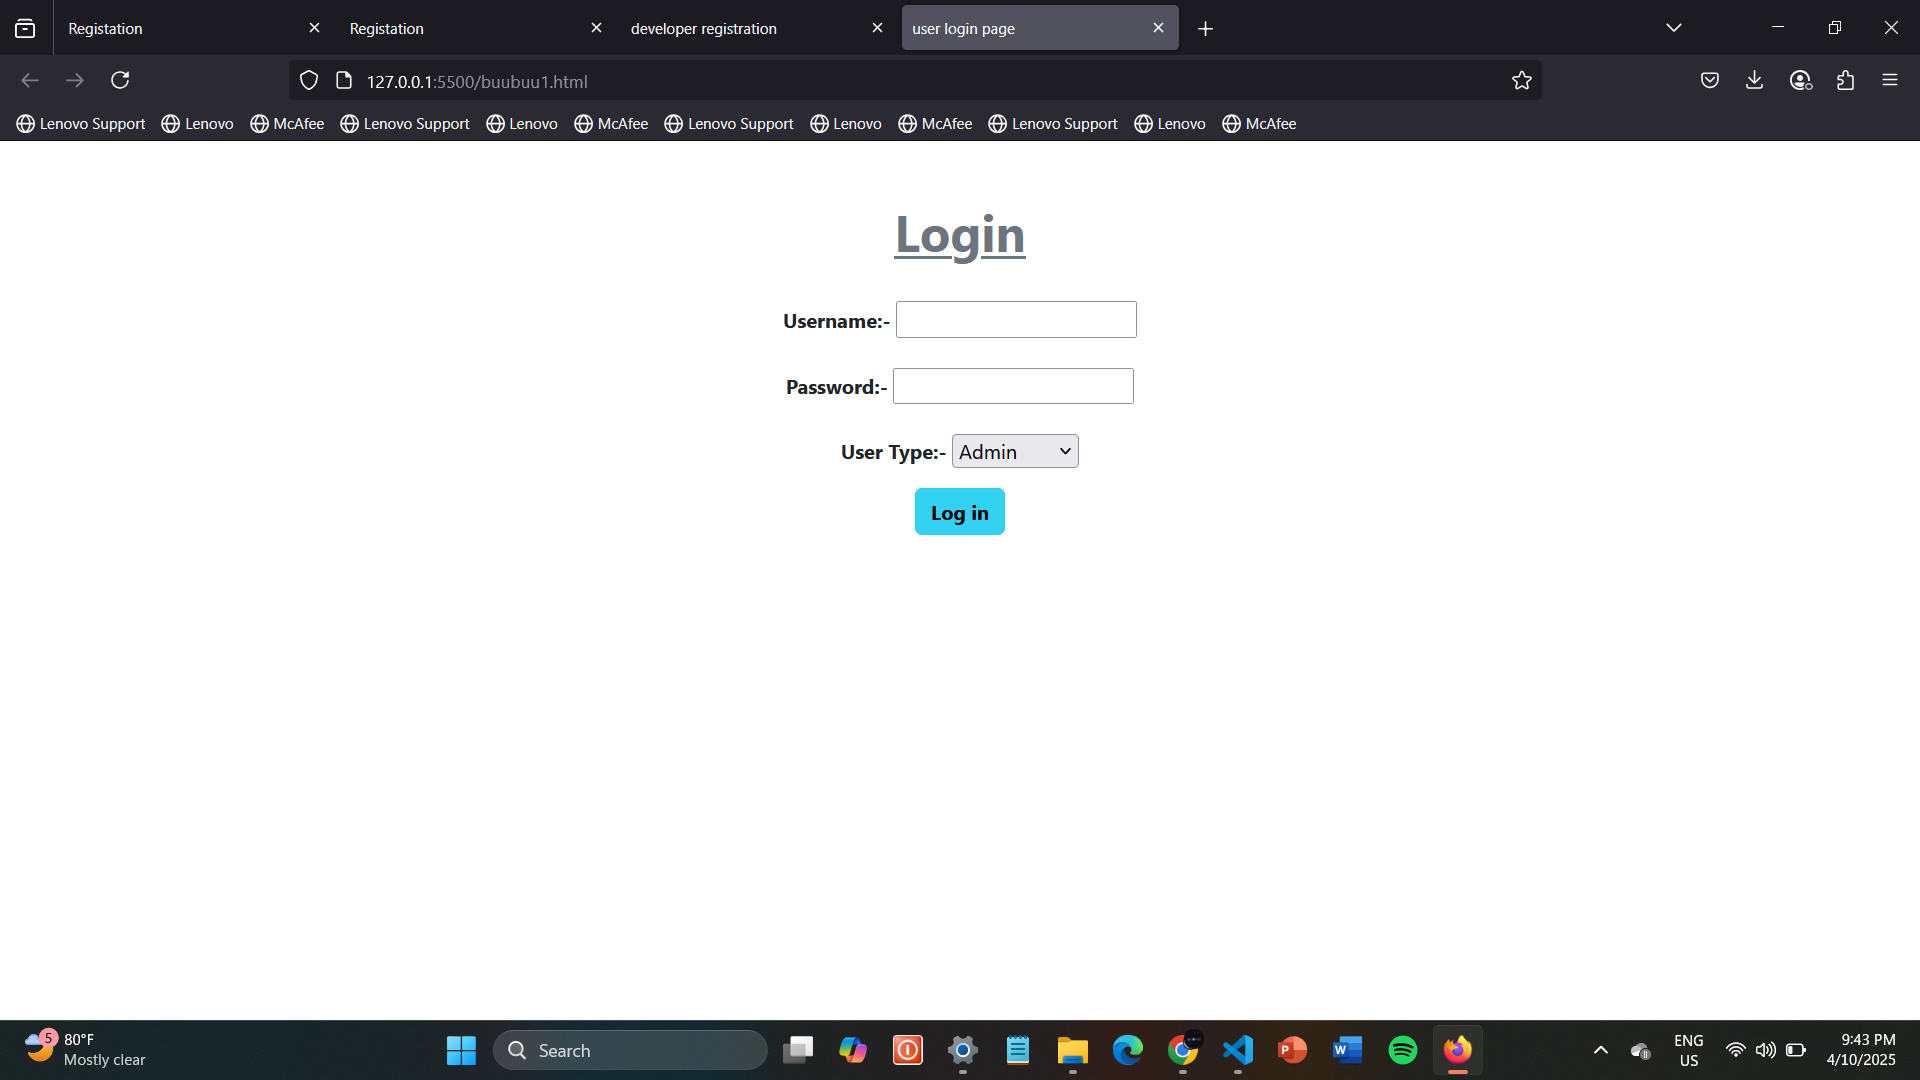 Registation
Registation
developer registration
user login page
127.0.0.1:5500/buubuu1.html
Lenovo Support Lenovo McAfee Lenovo Support Lenovo McAfee Lenovo Support Lenovo McAfee Lenovo Support Lenovo McAfee
Login
Username:-
Password:-
User Type:- Admin
Log in
5
80°F
Mostly clear
Search
P
W
ENG
US
9:43 PM
4/10/2025